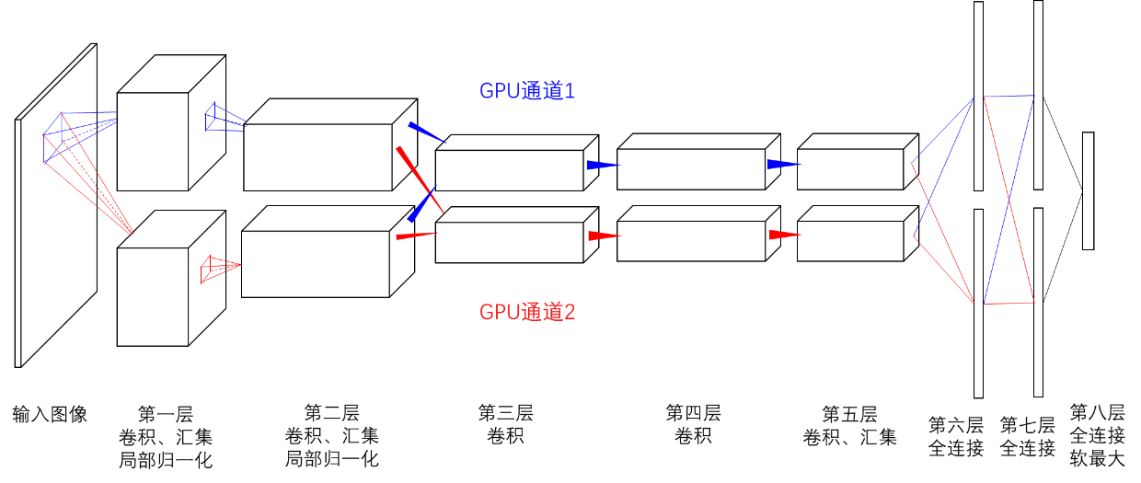 GPU通道1
GPU通道2
输入图像
第一层
卷积、汇集
局部归一化
第二层
卷积、汇集
局部归一化
第三层
卷积
第四层
卷积
第五层
卷积、汇集
第六层
全连接
第七层
全连接
第八层
全连接
软最大